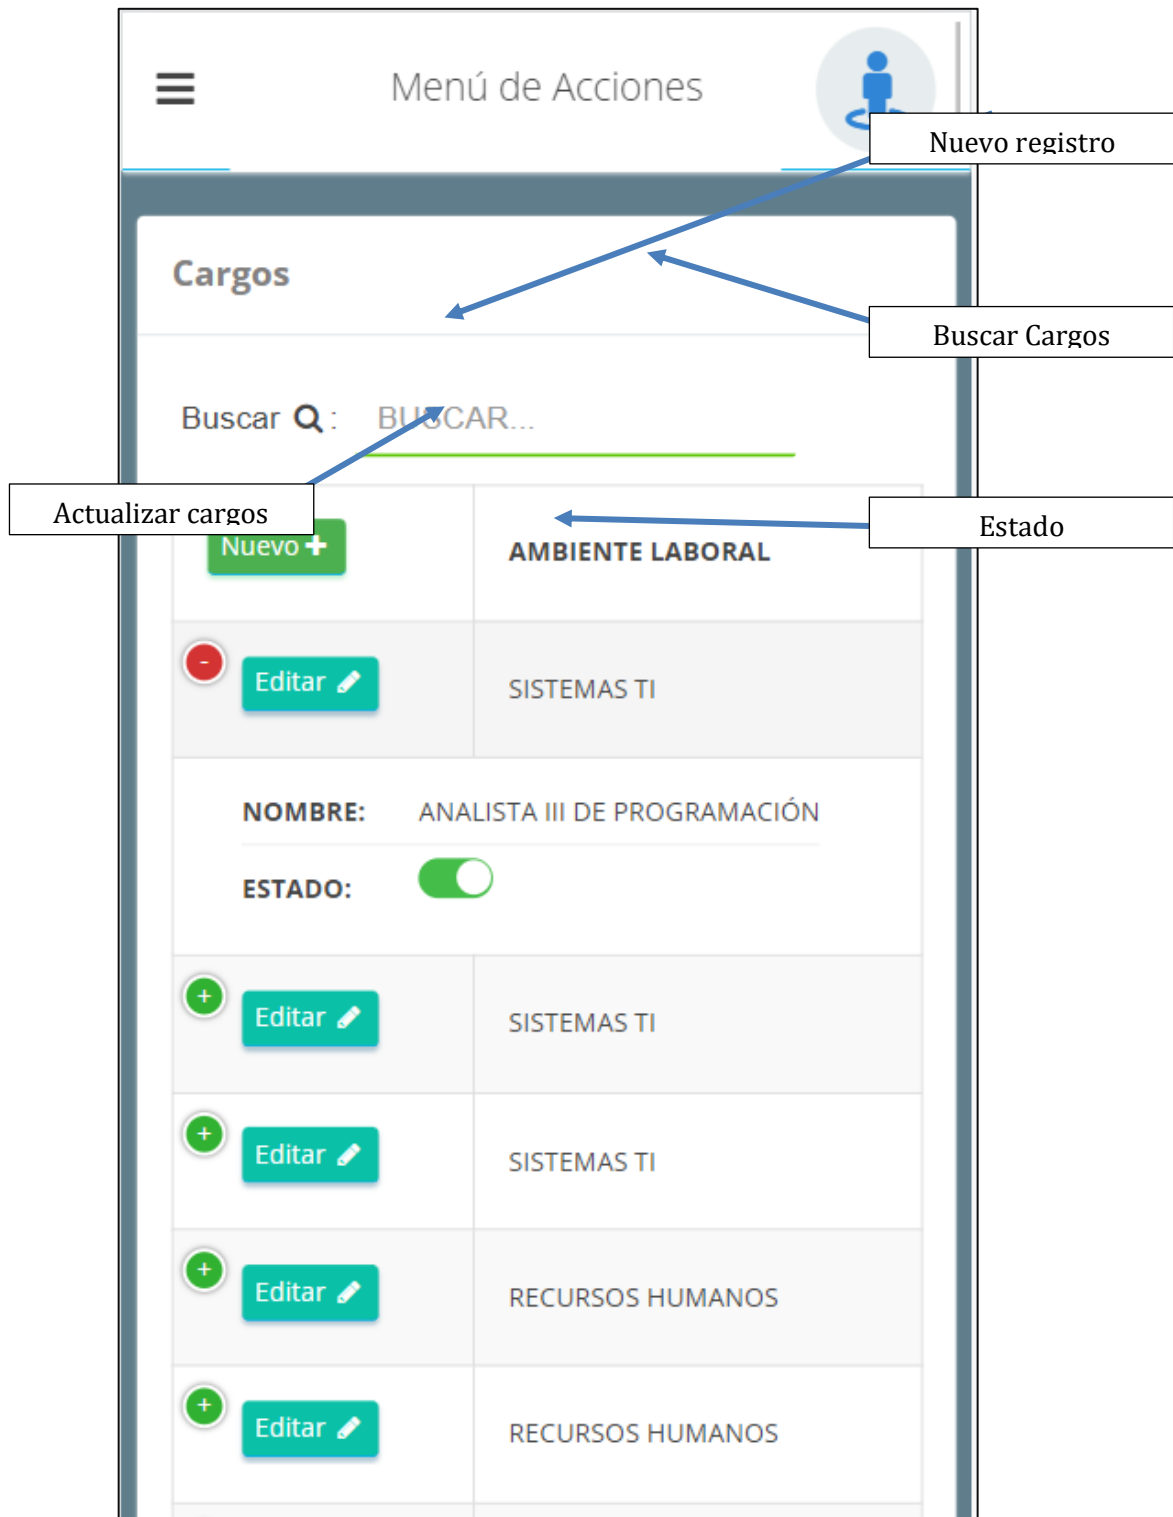 Menú de Acciones
Nuevo registro
Cargos
Buscar Cargos
Buscar : BUSCAR...
Actualizar cargos
Estado
Nuevo +
AMBIENTE LABORAL
-
Editar
SISTEMAS TI
NOMBRE: ANALISTA III DE PROGRAMACIÓN
ESTADO:
+
Editar
SISTEMAS TI
+
Editar
SISTEMAS TI
+
Editar
RECURSOS HUMANOS
+
Editar
RECURSOS HUMANOS